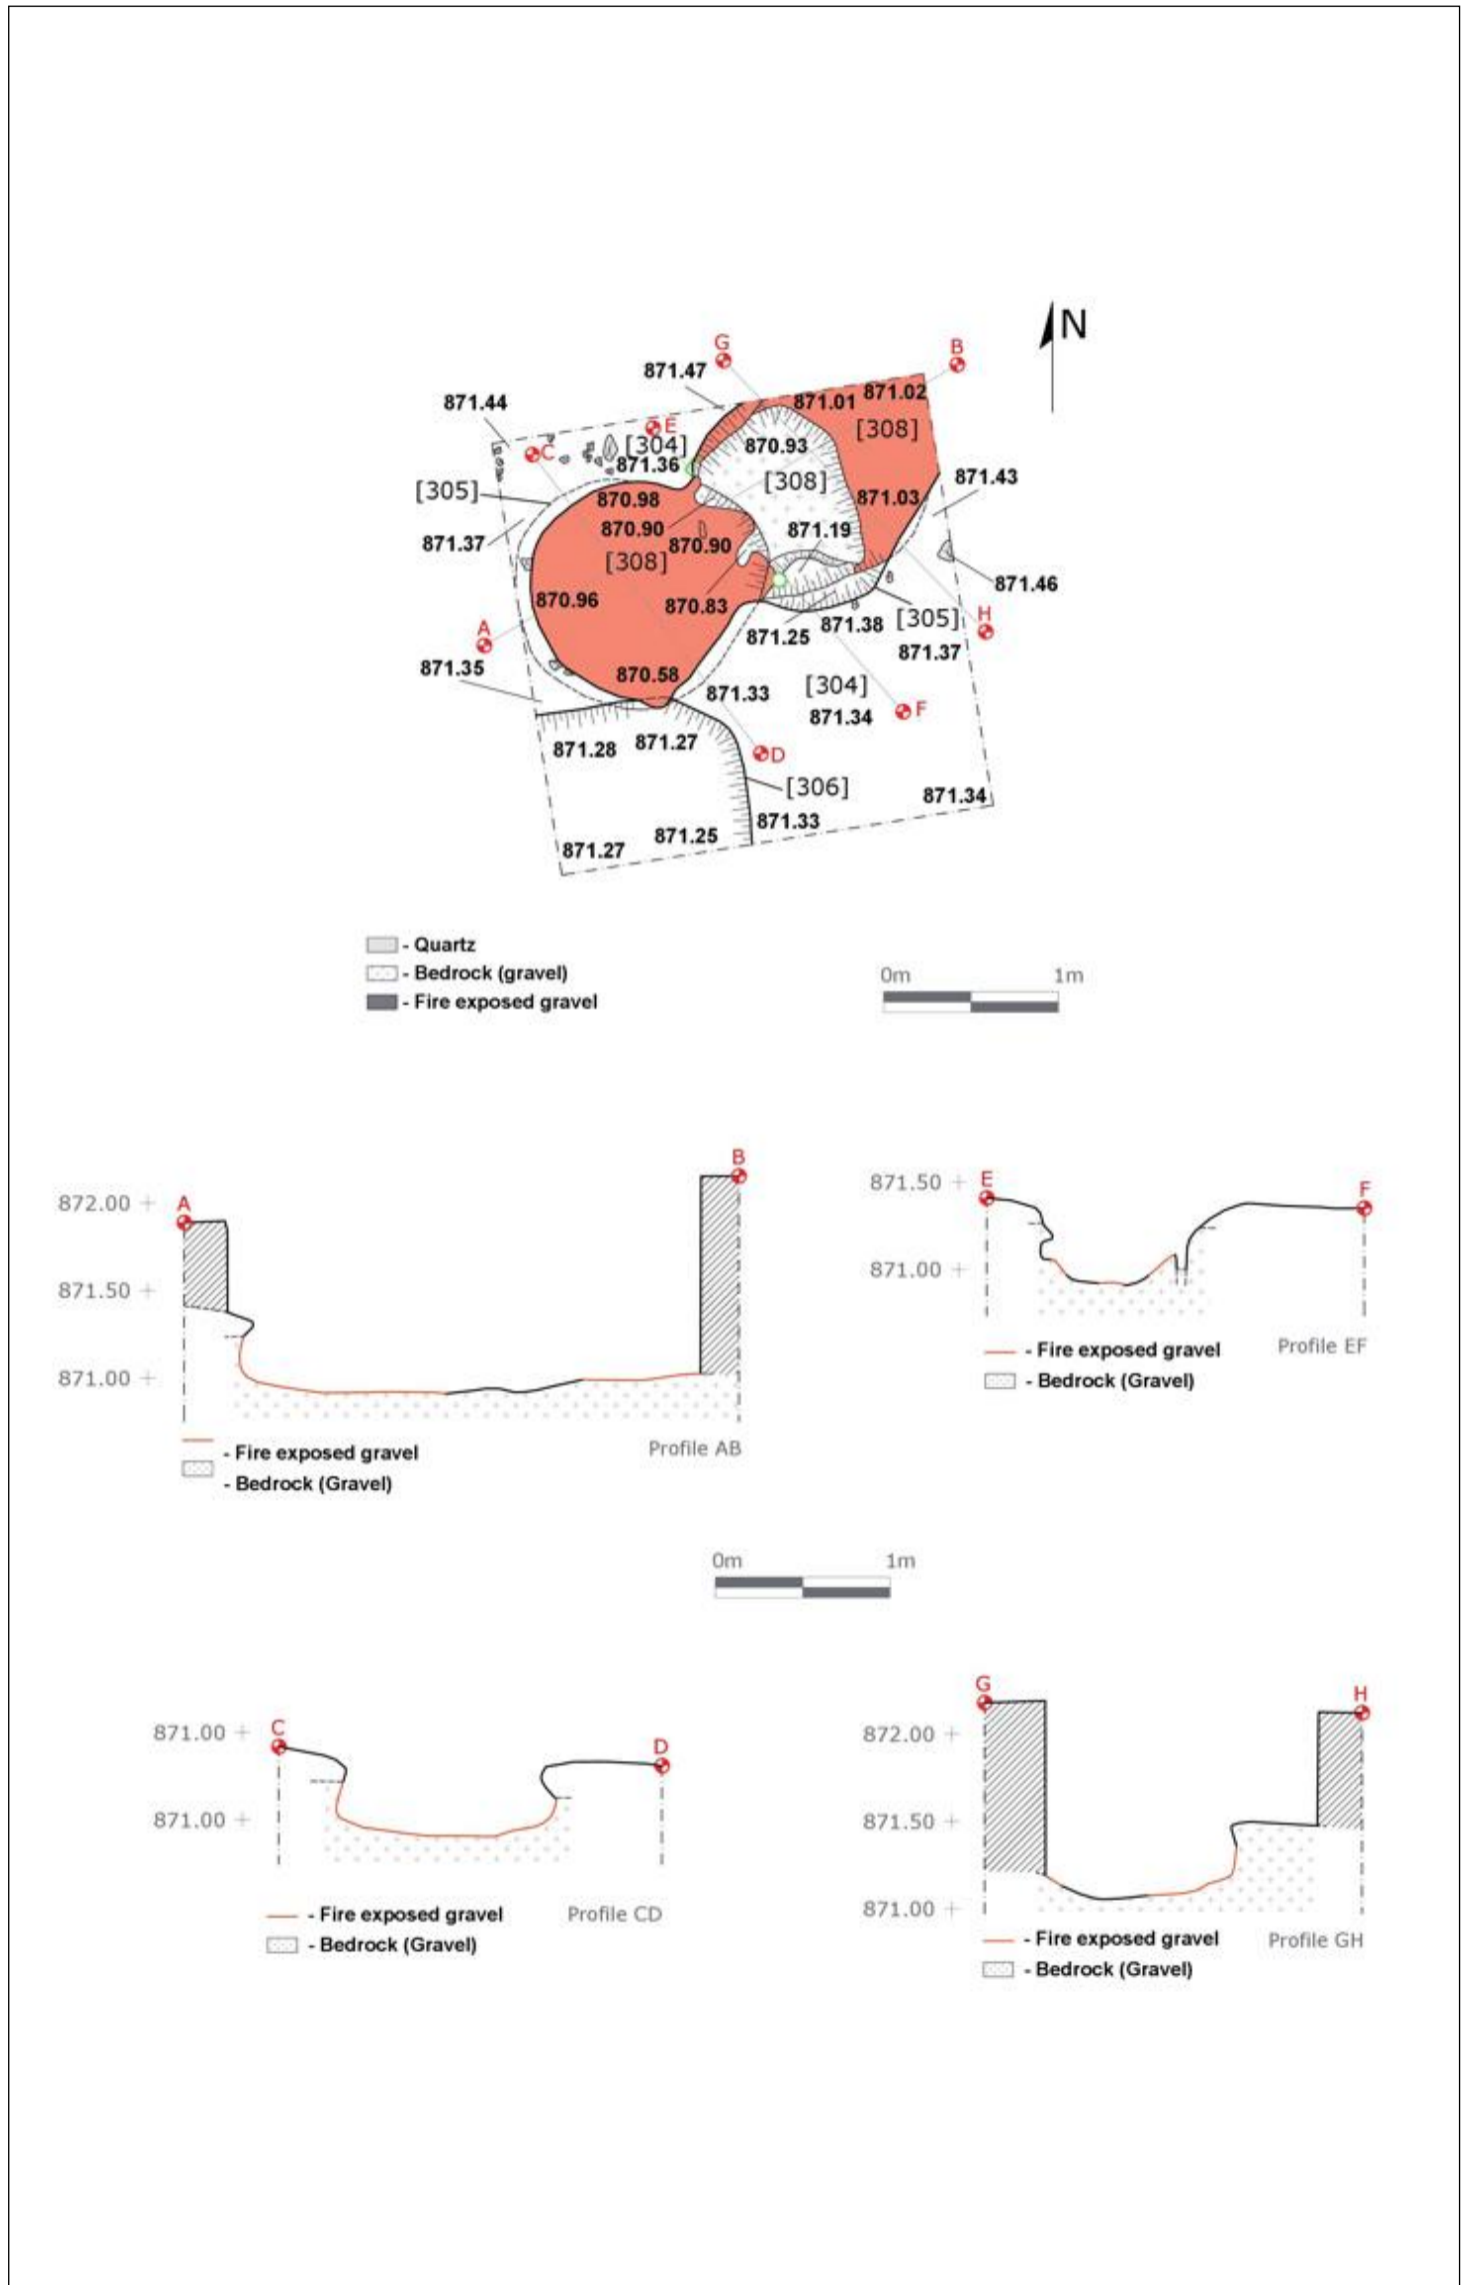 G
B
N
871.47
871.44
871.01
871.02
E
C
[304]
[308]
870.93
871.36
871.43
[308]
[305]
870.98
871.03
871.37
870.90
871.19
870.90
[308]
871.46
870.96
870.83
[305]
H
A
871.25
871.38
871.37
871.35
870.58
[304]
871.33
871.34
F
871.28
871.27
D
[306]
871.34
871.33
871.25
871.27
- Quartz
- Bedrock (gravel)
- Fire exposed gravel
0m 1m
B
872.00
A
871.50
871.00
- Fire exposed gravel
- Bedrock (Gravel)
Profile AB
E
871.50
F
871.00
- Fire exposed gravel
- Bedrock (Gravel)
Profile EF
0m 1m
C
871.00
D
871.00
- Fire exposed gravel
- Bedrock (Gravel)
Profile CD
G
H
872.00
871.50
871.00
- Fire exposed gravel
- Bedrock (Gravel)
Profile GH